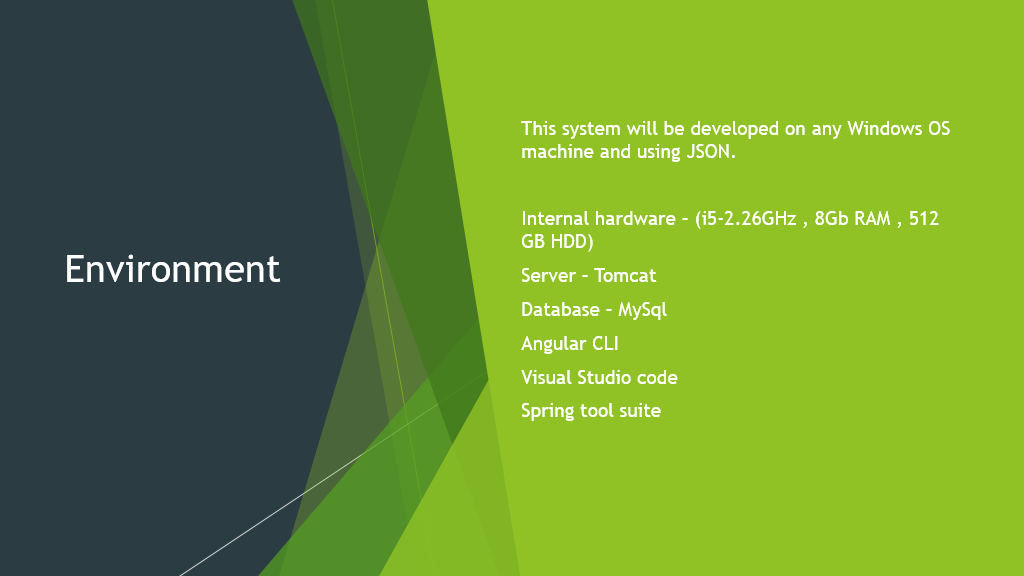 Environment
This system will be developed on any Windows OS
machine and using JSON.
Internal hardware – (i5-2.26GHz , 8Gb RAM , 512
GB HDD)
Server – Tomcat
Database – MySql
Angular CLI
Visual Studio code
Spring tool suite